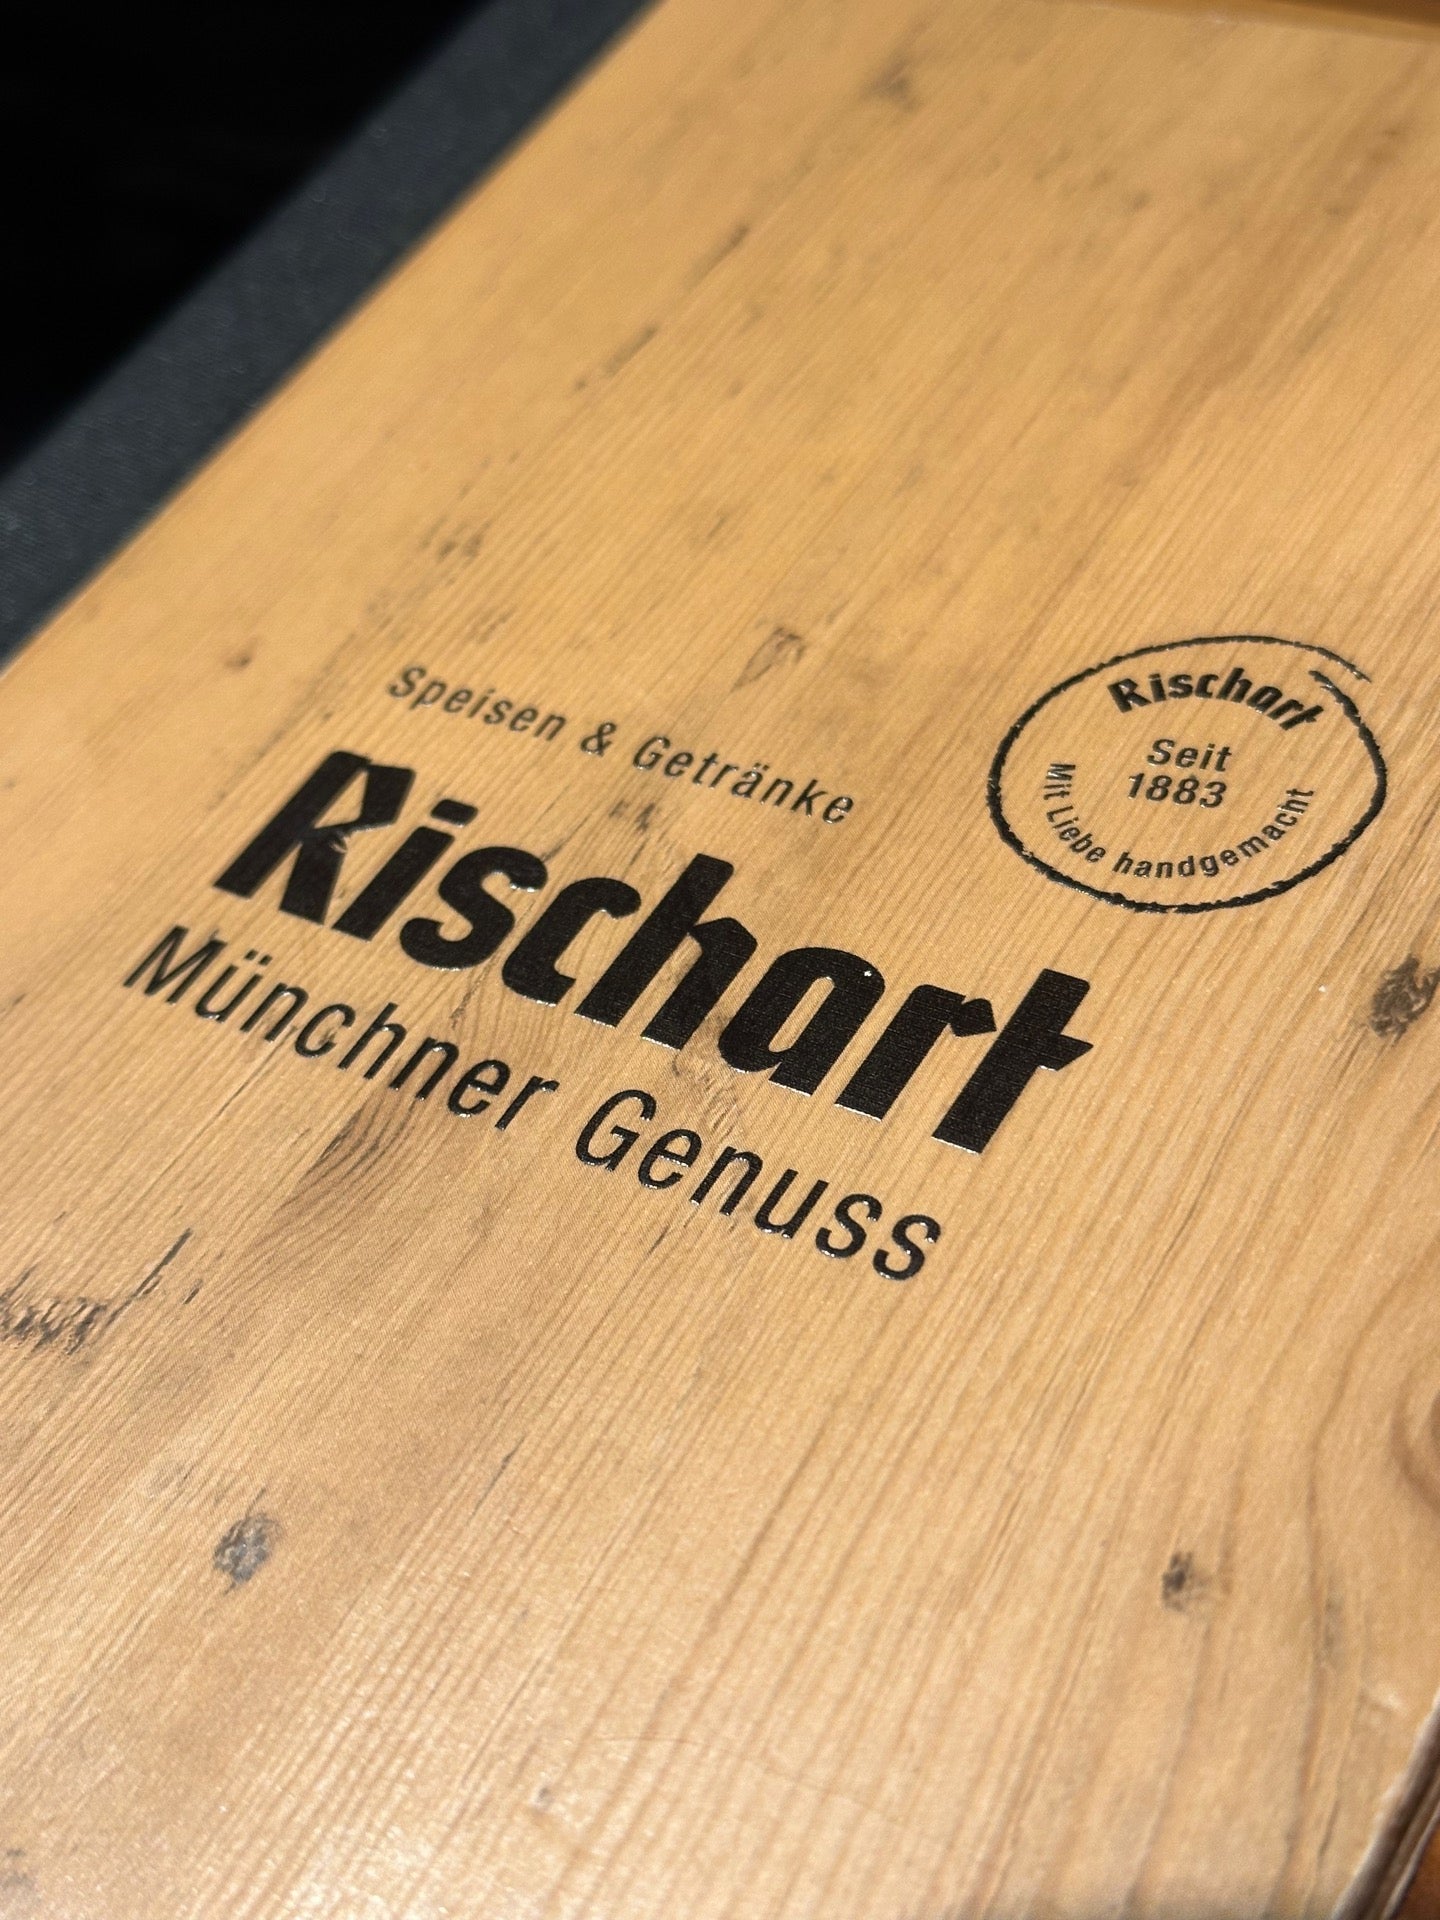 Speisen & Getränke
Rischart
Münchner Genuss
Rischart
Seit
1883
Mit Liebe handgemacht